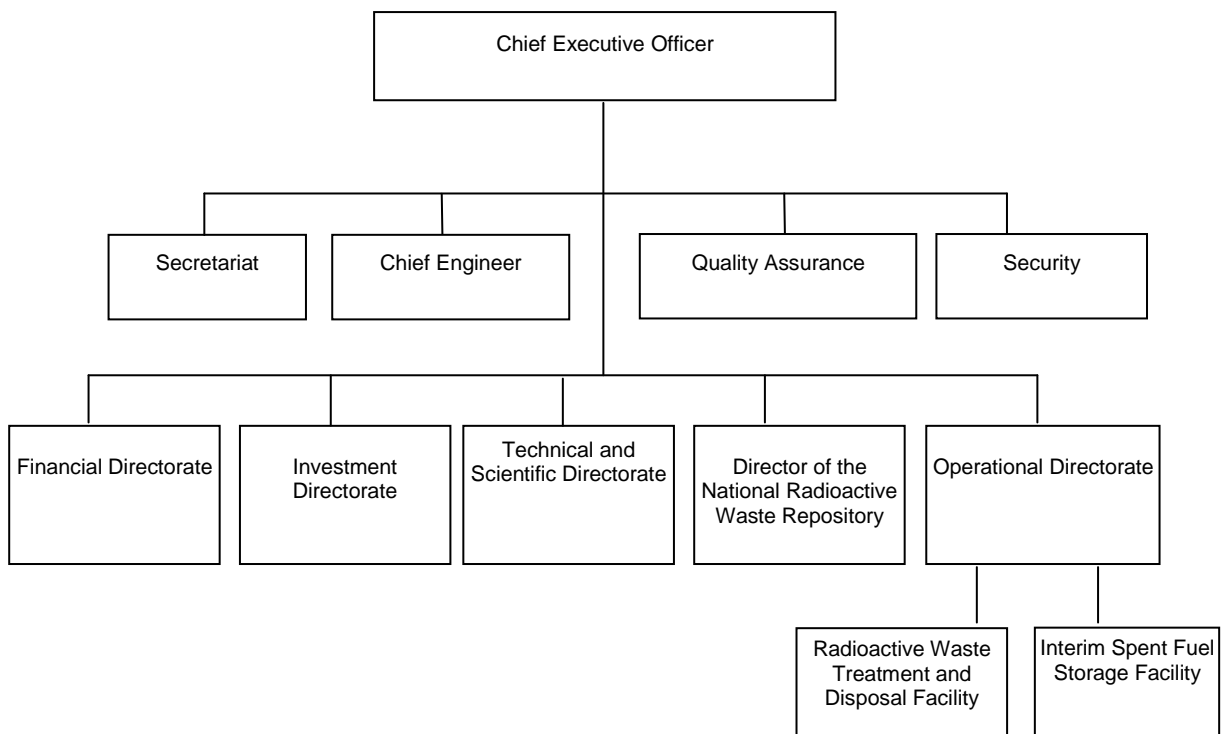 Chief Executive Officer
Secretariat
Chief Engineer
Quality Assurance
Security
Financial Directorate
Investment
Directorate
Technical and
Scientific Directorate
Director of the
National Radioactive
Waste Repository
Operational Directorate
Radioactive Waste
Treatment and
Disposal Facility
Interim Spent Fuel
Storage Facility